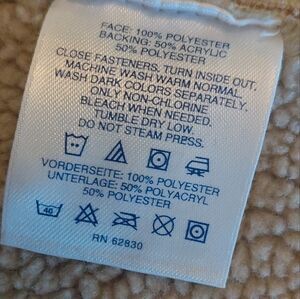 FACE: 100% POLYESTER
BACKING: 50% ACRYLIC
50% POLYESTER
CLOSE FASTENERS. TURN INSIDE OUT.
MACHINE WASH WARM NORMAL.
WASH DARK COLORS SEPARATELY.
ONLY NON-CHLORINE
BLEACH WHEN NEEDED.
TUMBLE DRY LOW.
DO NOT STEAM PRESS.
VORDERSEITE: 100% POLYESTER
UNTERLAGE: 50% POLYACRYL
50% POLYESTER
40
RN 62830